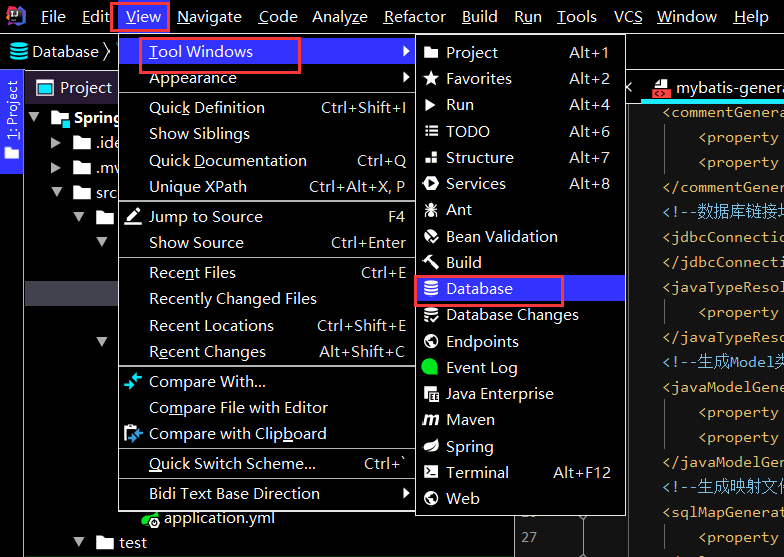 File Edit View Navigate Code Analyze Refactor Build Run Tools VCS Window Help
Database
1: Project
Project
Spring
.ide
.mv
src
application.yml
test
Tool Windows
Appearance
Quick Definition Ctrl+Shift+I
Show Siblings
Quick Documentation Ctrl+Q
Unique XPath Ctrl+Alt+X, P
Jump to Source F4
Show Source Ctrl+Enter
Recent Files Ctrl+E
Recently Changed Files
Recent Locations Ctrl+Shift+E
Recent Changes Alt+Shift+C
Compare With...
Compare File with Editor
Compare with Clipboard
Quick Switch Scheme... Ctrl+`
Bidi Text Base Direction
Project Alt+1
Favorites Alt+2
Run Alt+4
TODO Alt+6
Structure Alt+7
Services Alt+8
Ant
Bean Validation
Build
Database
Database Changes
Endpoints
Event Log
Java Enterprise
Maven
Spring
Terminal Alt+F12
Web
mybatis-genera
<commentGenera
<property
<property
</commentGener
<!--数据库链接地
<jdbcConnectio
</jdbcConnecti
<javaTypeResol
<property
</javaTypeReso
<!--生成Model类
<javaModelGene
<property
<property
</javaModelGen
<!--生成映射文件
<sqlMapGenerat
27 <property